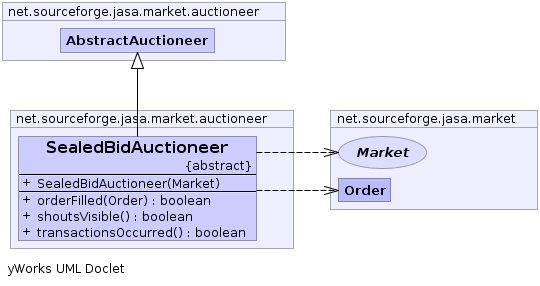 net.sourceforge.jasa.market.auctioneer
AbstractAuctioneer
net.sourceforge.jasa.market.auctioneer
SealedBidAuctioneer
{abstract}
+ SealedBidAuctioneer(Market)
+ orderFilled(Order) : boolean
+ shoutsVisible() : boolean
+ transactionsOccurred() : boolean
net.sourceforge.jasa.market
Market
Order
yWorks UML Doclet